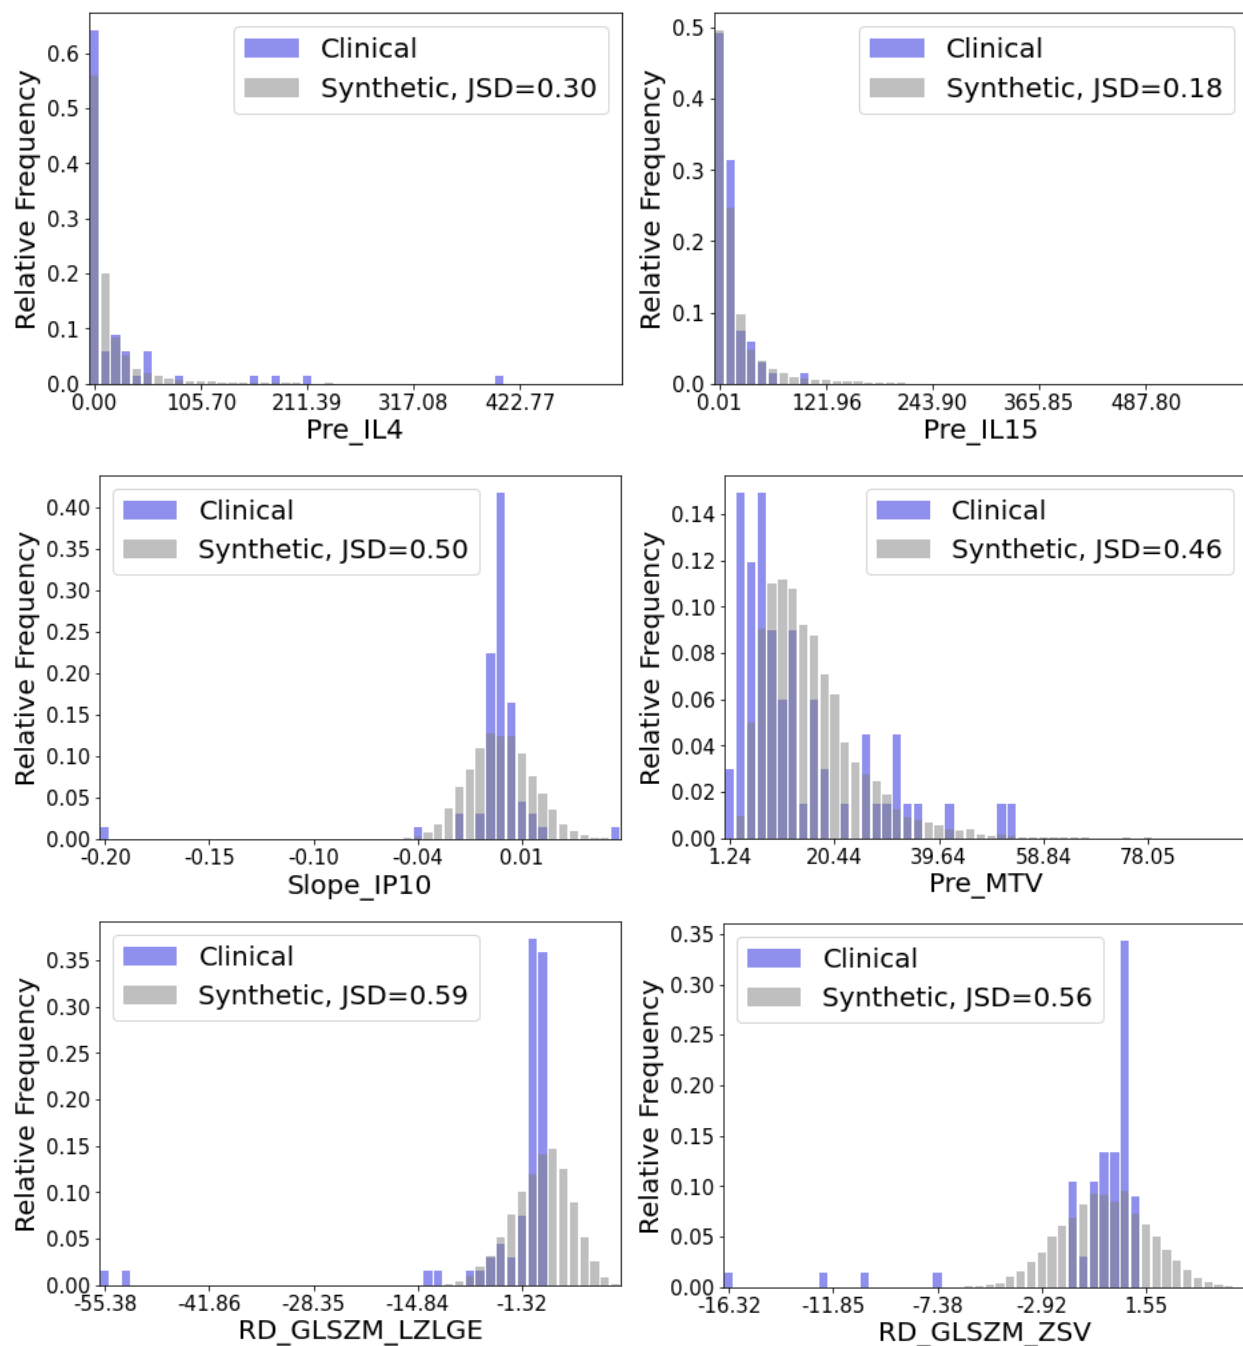 Relative Frequency
0.6
0.5
0.4
0.3
0.2
0.1
0.0
Clinical
Synthetic, JSD=0.30
0.00 105.70 211.39 317.08 422.77
Pre_IL4
Relative Frequency
0.5
0.4
0.3
0.2
0.1
0.0
Clinical
Synthetic, JSD=0.18
0.01 121.96 243.90 365.85 487.80
Pre_IL15
Relative Frequency
0.40
0.35
0.30
0.25
0.20
0.15
0.10
0.05
0.00
Clinical
Synthetic, JSD=0.50
-0.20 -0.15 -0.10 -0.04 0.01
Slope_IP10
Relative Frequency
0.14
0.12
0.10
0.08
0.06
0.04
0.02
0.00
Clinical
Synthetic, JSD=0.46
1.24 20.44 39.64 58.84 78.05
Pre_MTV
Relative Frequency
0.35
0.30
0.25
0.20
0.15
0.10
0.05
0.00
Clinical
Synthetic, JSD=0.59
-55.38 -41.86 -28.35 -14.84 -1.32
RD_GLSZM_LZLGE
Relative Frequency
0.35
0.30
0.25
0.20
0.15
0.10
0.05
0.00
Clinical
Synthetic, JSD=0.56
-16.32 -11.85 -7.38 -2.92 1.55
RD_GLSZM_ZSV